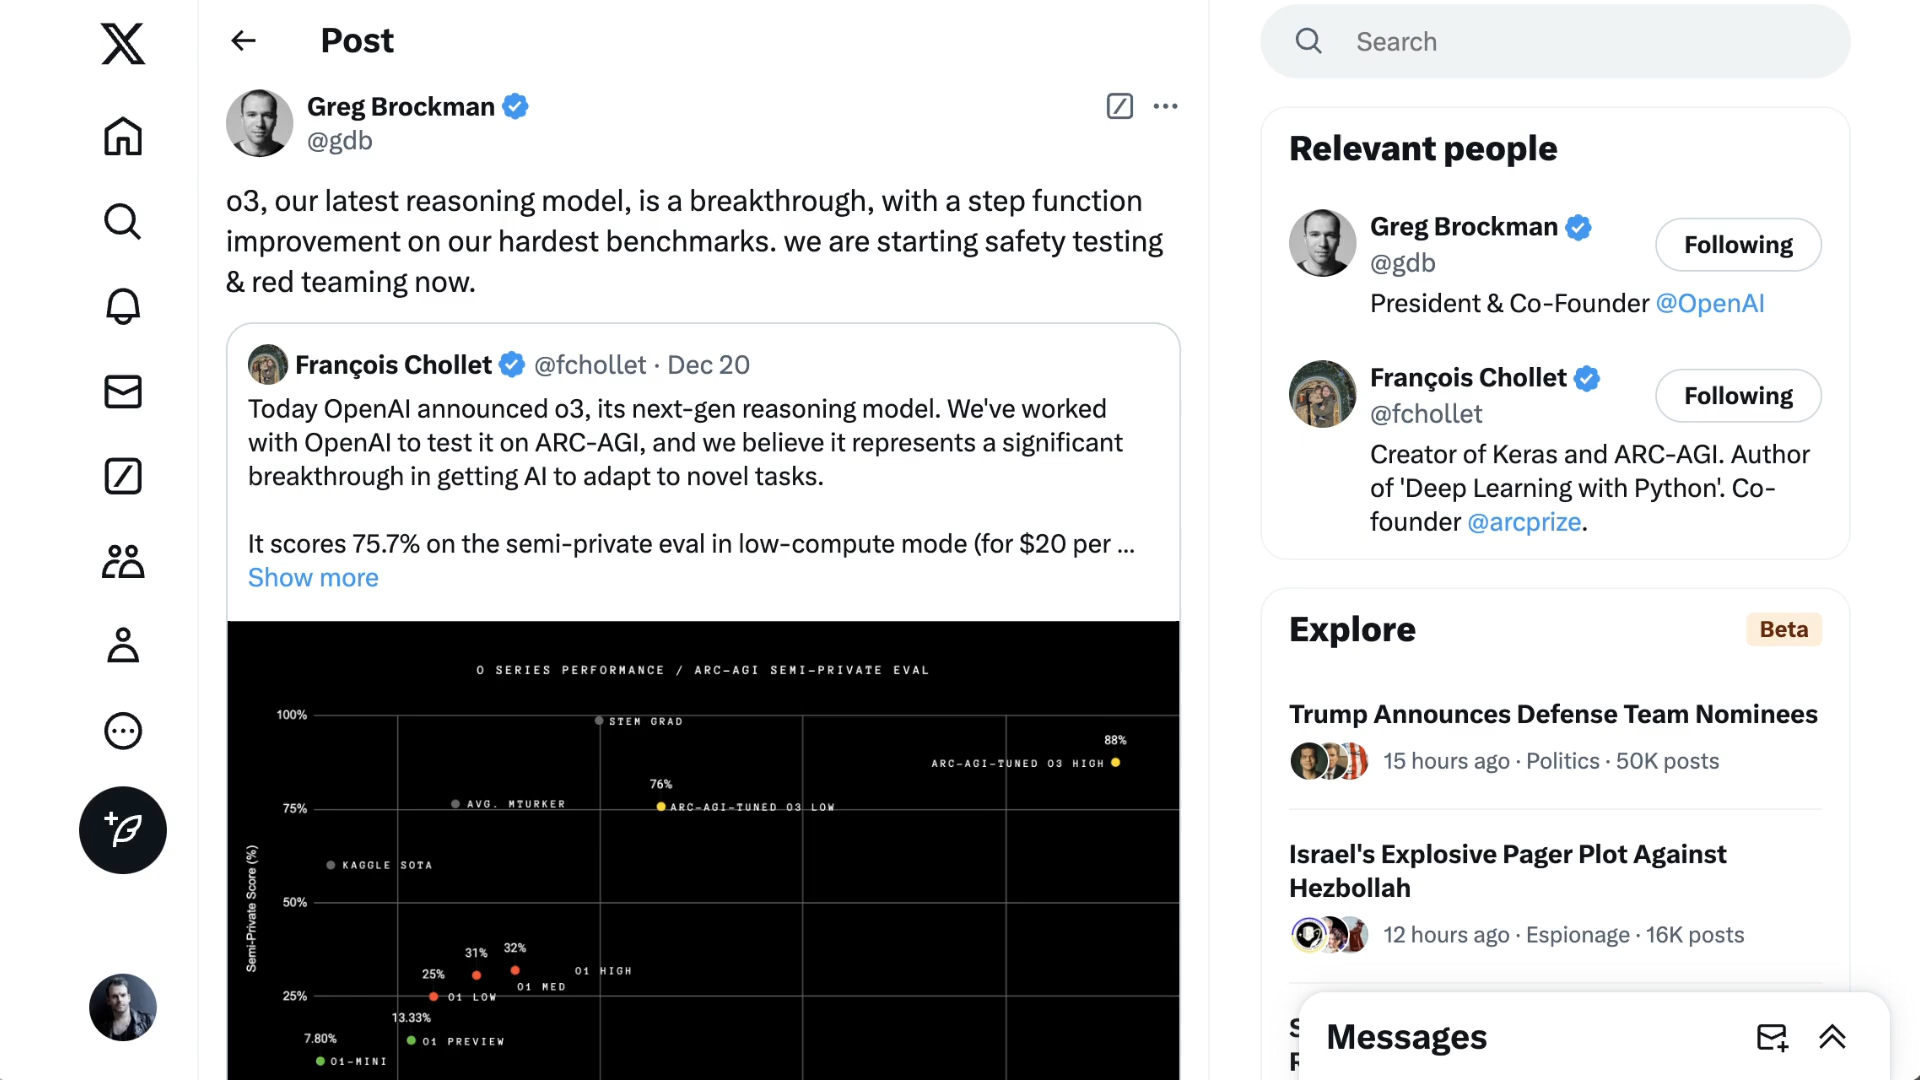 Post
Greg Brockman
@gdb
o3, our latest reasoning model, is a breakthrough, with a step function
improvement on our hardest benchmarks. we are starting safety testing
& red teaming now.
François Chollet @fchollet · Dec 20
Today OpenAI announced o3, its next-gen reasoning model. We've worked
with OpenAI to test it on ARC-AGI, and we believe it represents a significant
breakthrough in getting AI to adapt to novel tasks.
It scores 75.7% on the semi-private eval in low-compute mode (for $20 per ...
Show more
O SERIES PERFORMANCE / ARC-AGI SEMI-PRIVATE EVAL
Semi-Private Score (%)
100%
75%
50%
25%
STEM GRAD
88%
ARC-AGI-TUNED O3 HIGH
76%
ARC-AGI-TUNED O3 LOW
AVG. MTURKER
KAGGLE SOTA
32%
31%
O1 HIGH
25%
O1 MED
O1 LOW
13.33%
O1 PREVIEW
7.80%
O1-MINI
Search
Relevant people
Greg Brockman
@gdb
Following
President & Co-Founder @OpenAI
François Chollet
@fchollet
Following
Creator of Keras and ARC-AGI. Author
of 'Deep Learning with Python'. Co-
founder @arcprize.
Explore
Beta
Trump Announces Defense Team Nominees
15 hours ago · Politics · 50K posts
Israel's Explosive Pager Plot Against
Hezbollah
12 hours ago · Espionage · 16K posts
Messages